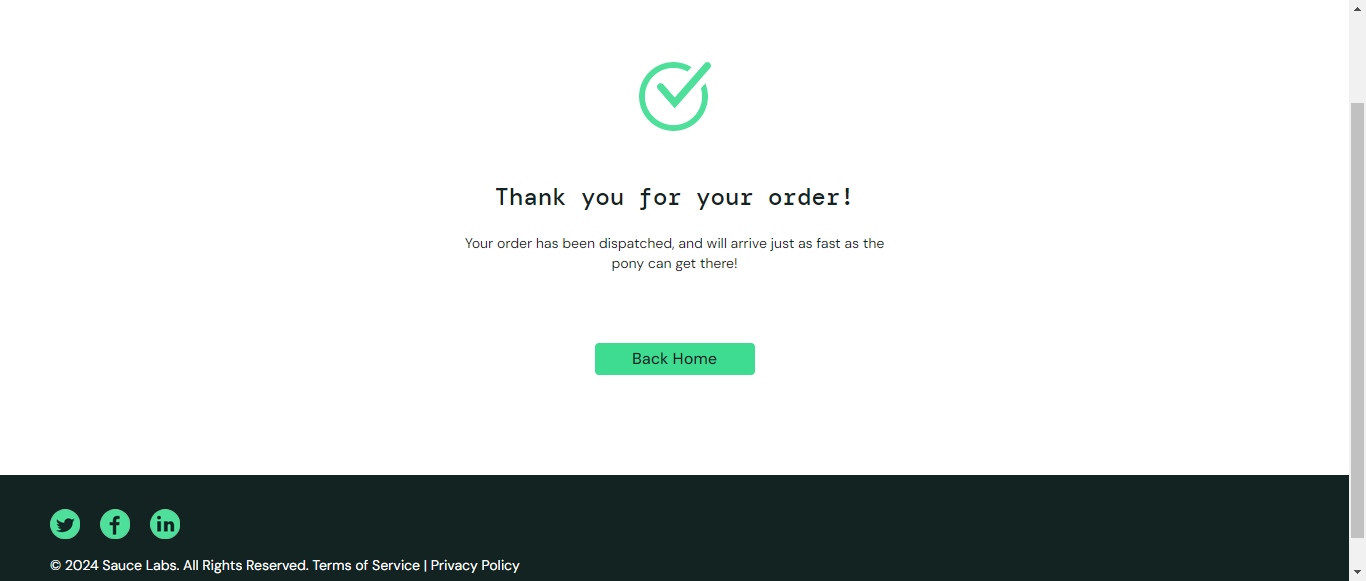 Thank you for your order!
Your order has been dispatched, and will arrive just as fast as the
pony can get there!
Back Home
© 2024 Sauce Labs. All Rights Reserved. Terms of Service | Privacy Policy